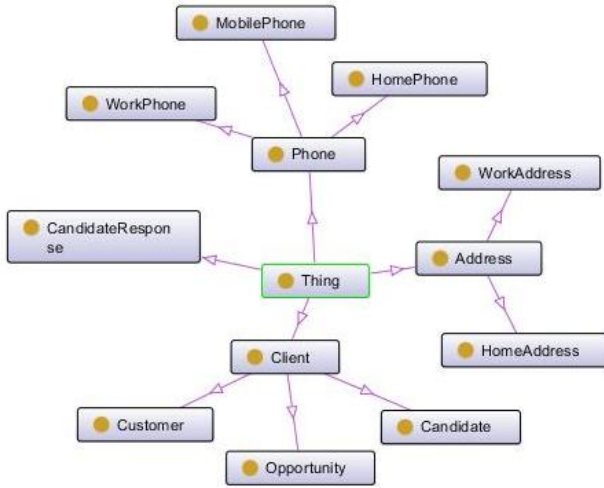 MobilePhone
HomePhone
WorkPhone
Phone
WorkAddress
CandidateRespon
se
Address
Thing
HomeAddress
Client
Customer
Candidate
Opportunity